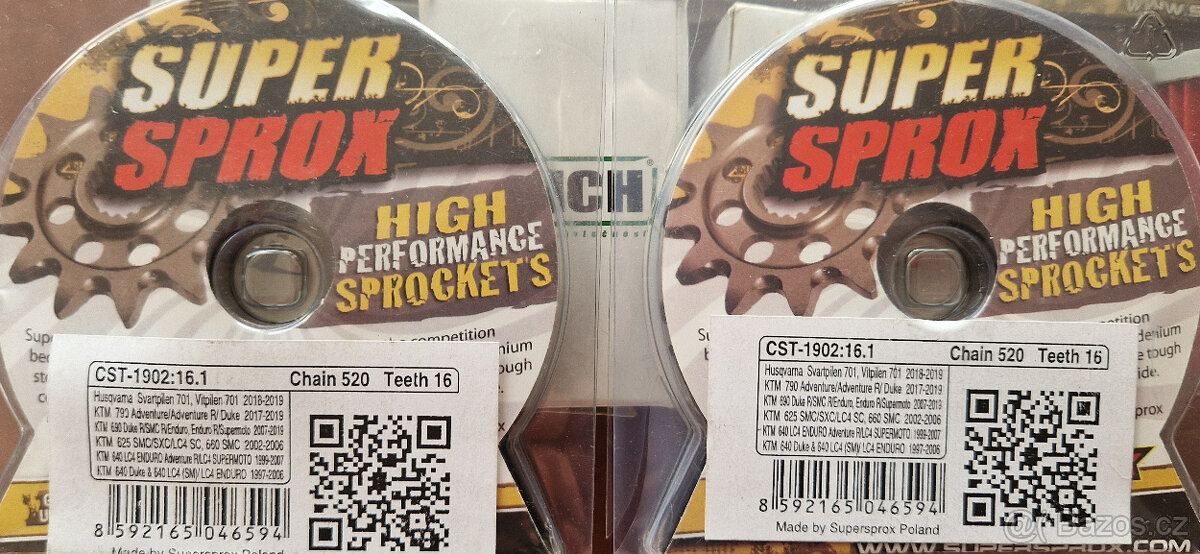 SUPER
SPROX
HIGH
PERFORMANCE
SPROCKETS
competition
tough
CST-1902:16.1 Chain 520 Teeth 16
Husqvarna Svartpilen 701, Vitpilen 701 2018-2019
KTM 790 Adventure/Adventure R/ Duke 2017-2019
KTM 690 Duke R/SMC R/Enduro, Enduro R/Supermoto 2007-2019
KTM 625 SMC/SXC/LC4 SC, 660 SMC 2002-2006
KTM 640 LC4 ENDURO Adventure R/LC4 SUPERMOTO 1999-2007
KTM 640 Duke & 640 LC4 (SM)/ LC4 ENDURO 1997-2006
8 592165 046594
Made by Supersprox Poland
ICH
®
SUPER
SPROX
HIGH
PERFORMANCE
SPROCKETS
tough
CST-1902:16.1 Chain 520 Teeth 16
Husqvarna Svartpilen 701, Vitpilen 701 2018-2019
KTM 790 Adventure/Adventure R/ Duke 2017-2019
KTM 690 Duke R/SMC R/Enduro, Enduro R/Supermoto 2007-2019
KTM 625 SMC/SXC/LC4 SC, 660 SMC 2002-2006
KTM 640 LC4 ENDURO Adventure R/LC4 SUPERMOTO 1999-2007
KTM 640 Duke & 640 LC4 (SM)/ LC4 ENDURO 1997-2006
8 592165 046594
Made by Supersprox Poland
Bazos.cz